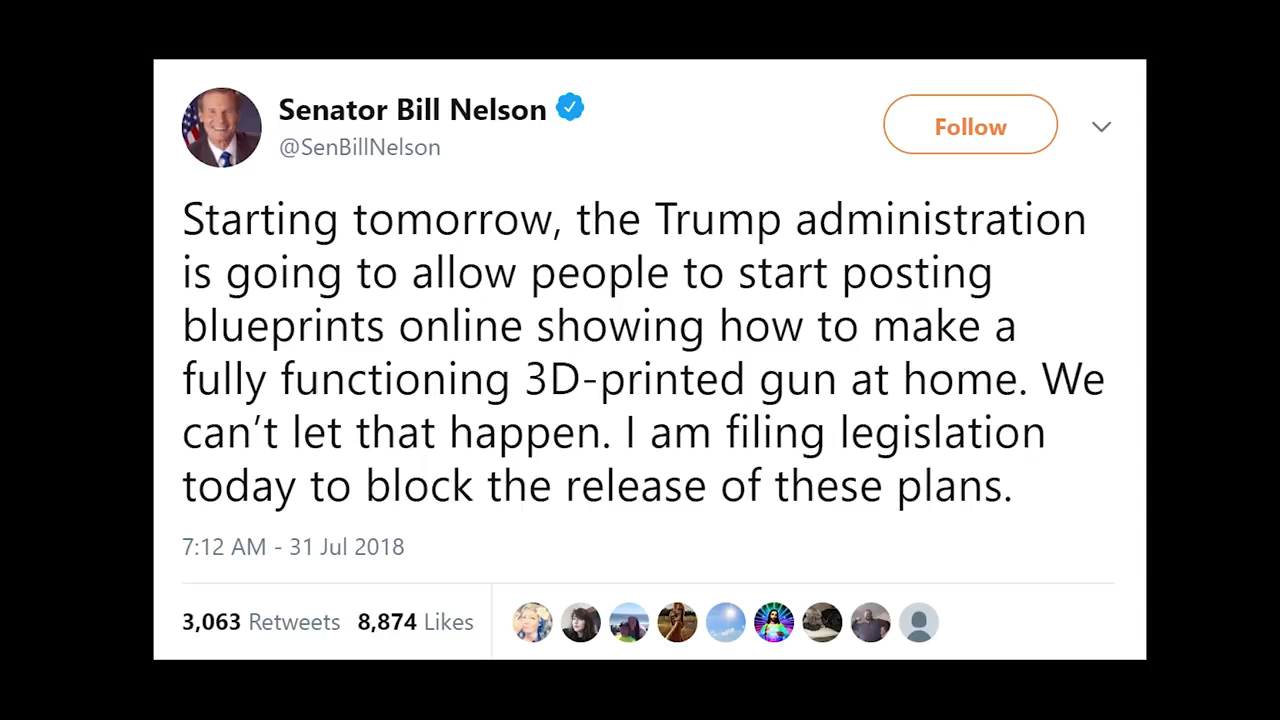 Senator Bill Nelson
@SenBillNelson
Follow
Starting tomorrow, the Trump administration
is going to allow people to start posting
blueprints online showing how to make a
fully functioning 3D-printed gun at home. We
can’t let that happen. I am filing legislation
today to block the release of these plans.
7:12 AM - 31 Jul 2018
3,063 Retweets 8,874 Likes